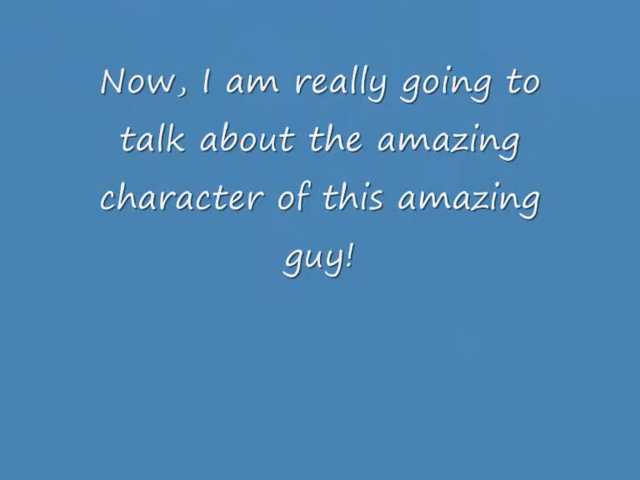 Now, I am really going to
talk about the amazing
character of this amazing
guy!